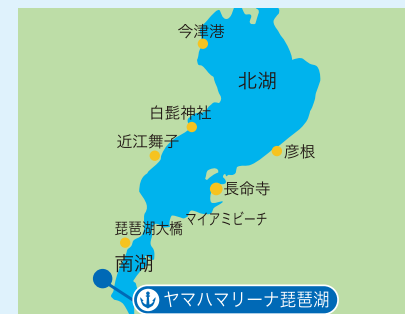 今津港
北湖
白髭神社
近江舞子
彦根
長命寺
マイアミビーチ
琵琶湖大橋
南湖
ヤマハマリーナ琵琶湖